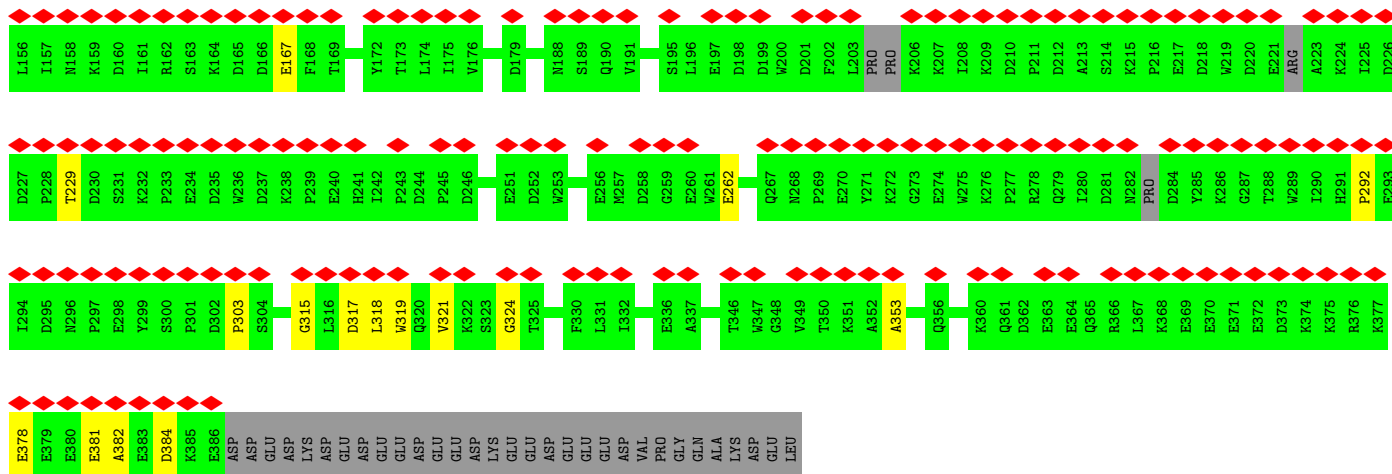 L156 I157 N158 K159 D160 I161 R162 S163 K164 D165 D166 E167 F168 T169 Y172 T173 L174 I175 V176 D179 N188 S189 Q190 V191 S195 L196 E197 D198 D199 W200 D201 F202 L203 PRO PRO K206 K207 I208 K209 D210 P211 D212 A213 S214 K215 P216 E217 D218 W219 D220 E221 ARG A223 K224 I225 D226
D227 P228 T229 D230 S231 K232 P233 E234 D235 W236 D237 K238 P239 E240 H241 I242 P243 D244 P245 D246 E251 D252 W253 E256 M257 D258 G259 E260 W261 E262 Q267 N268 P269 E270 Y271 K272 G273 E274 W275 K276 P277 R278 Q279 I280 D281 N282 PRO D284 Y285 K286 G287 T288 W289 I290 H291 P292 E293
I294 D295 N296 P297 E298 Y299 S300 P301 D302 P303 S304 G315 L316 D317 L318 W319 Q320 V321 K322 S323 G324 T325 F330 L331 I332 E336 A337 T346 W347 G348 V349 T350 K351 A352 A353 Q356 K360 Q361 D362 E363 E364 Q365 R366 L367 K368 E369 E370 E371 E372 D373 K374 K375 R376 K377
E378 E379 E380 E381 A382 E383 D384 K385 E386 ASP ASP GLU ASP LYS ASP GLU ASP GLU GLU ASP GLU GLU ASP LYS GLU GLU ASP GLU GLU GLU ASP VAL PRO GLY GLN ALA LYS ASP GLU LEU